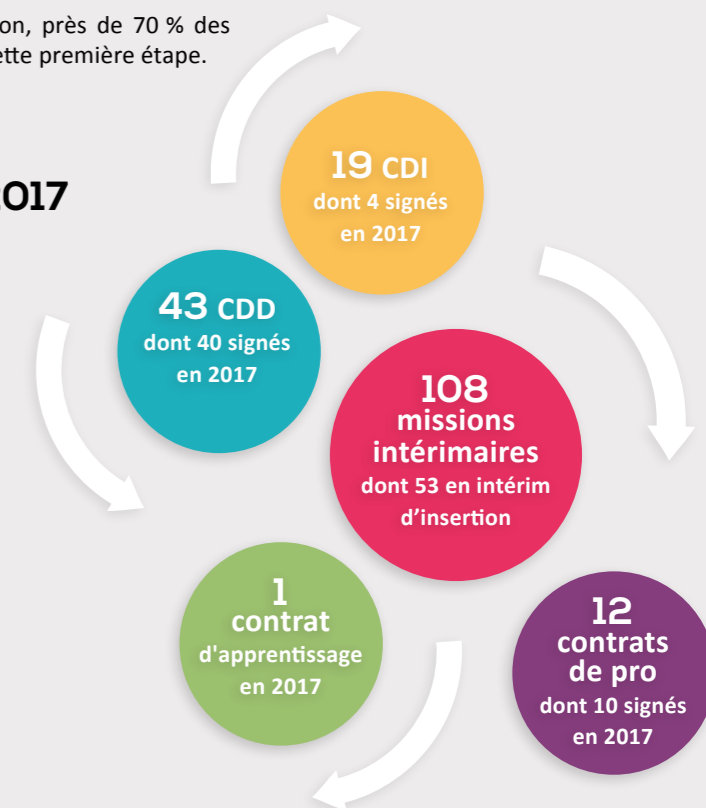 on, près de 70 % des
ette première étape.
2017
19 CDI
dont 4 signés
en 2017
43 CDD
dont 40 signés
en 2017
108
missions
intérimaires
dont 53 en intérim
d’insertion
1
contrat
d'apprentissage
en 2017
12
contrats
de pro
dont 10 signés
en 2017